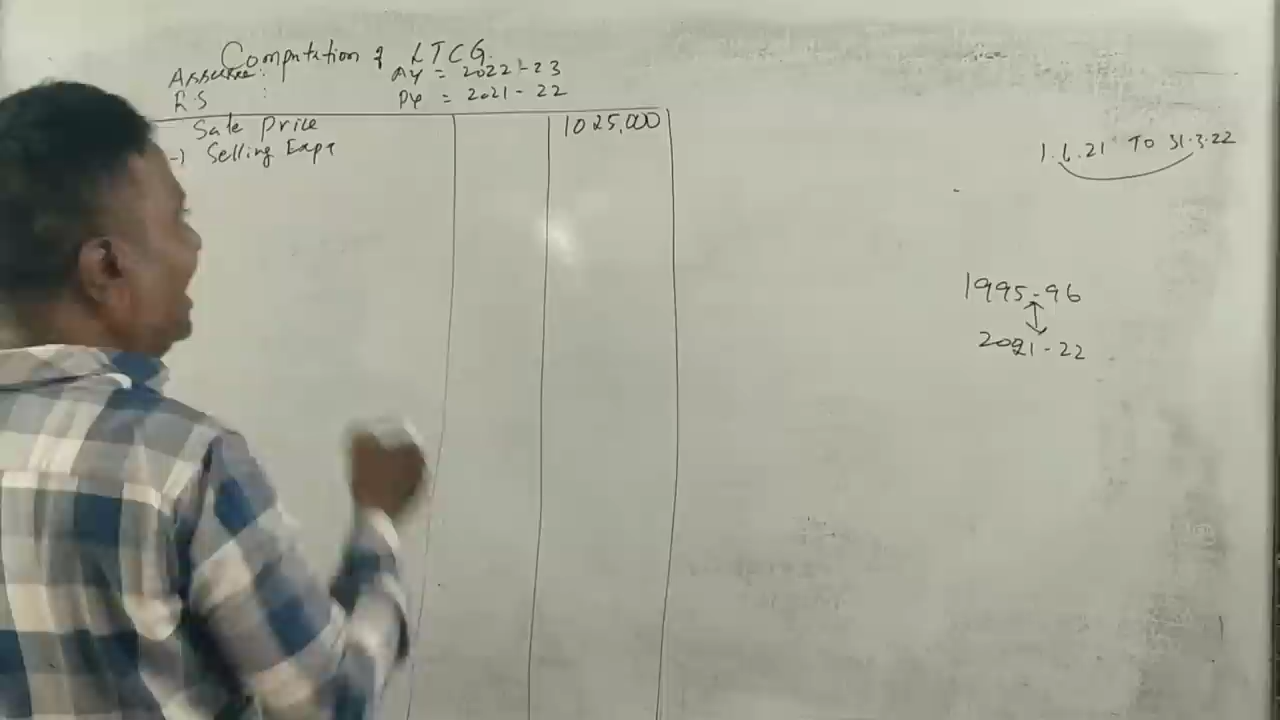 Computation of LTCG
Assessee : AY = 2022-23
R.S : PY = 2021-22
Sale Price 1025,000
-) Selling Expt
1.6.21 TO 31.3.22
1995-96
2021-22